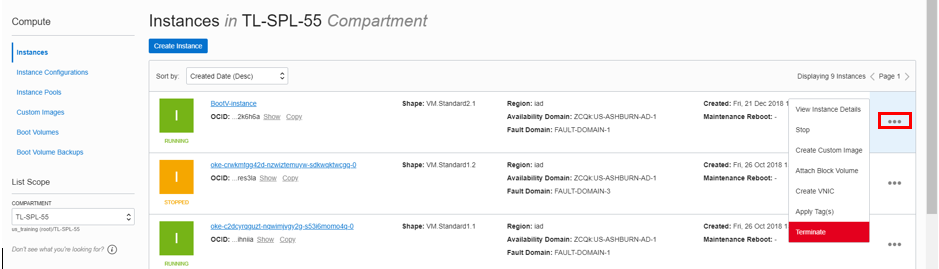 Compute
Instances
Instance Configurations
Instance Pools
Custom Images
Boot Volumes
Boot Volume Backups
List Scope
COMPARTMENT
TL-SPL-55
us_training (root)/TL-SPL-55
Don't see what you're looking for? i
Instances in TL-SPL-55 Compartment
Create Instance
Sort by: Created Date (Desc)
Displaying 9 Instances < Page 1 >
I
RUNNING
BootV-instance
OCID: ...2k6h6a Show Copy
Shape: VM.Standard2.1
Region: iad
Availability Domain: ZCQk:US-ASHBURN-AD-1
Fault Domain: FAULT-DOMAIN-1
Created: Fri, 21 Dec 2018 1
Maintenance Reboot: -
I
STOPPED
oke-crwkmtgg42d-nzwiztemuyw-sdkwqktwcgq-0
OCID: ...res3la Show Copy
Shape: VM.Standard1.2
Region: iad
Availability Domain: ZCQk:US-ASHBURN-AD-1
Fault Domain: FAULT-DOMAIN-3
Created: Fri, 26 Oct 2018 1
Maintenance Reboot: -
I
RUNNING
oke-c2dcyrqguzt-nqwimjvgy2g-s53l6momo4q-0
OCID: ...ihniia Show Copy
Shape: VM.Standard1.1
Region: iad
Availability Domain: ZCQk:US-ASHBURN-AD-1
Fault Domain: FAULT-DOMAIN-1
Created: Fri, 26 Oct 2018 1
Maintenance Reboot: -
View Instance Details
Stop
Create Custom Image
Attach Block Volume
Create VNIC
Apply Tag(s)
Terminate